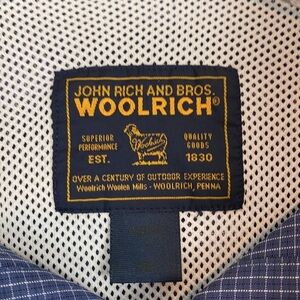 JOHN RICH AND BROS.
WOOLRICH®
SUPERIOR PERFORMANCE
Woolrich
QUALITY GOODS
EST.
1830
OVER A CENTURY OF OUTDOOR EXPERIENCE
Woolrich Woolen Mills - WOOLRICH, PENNA